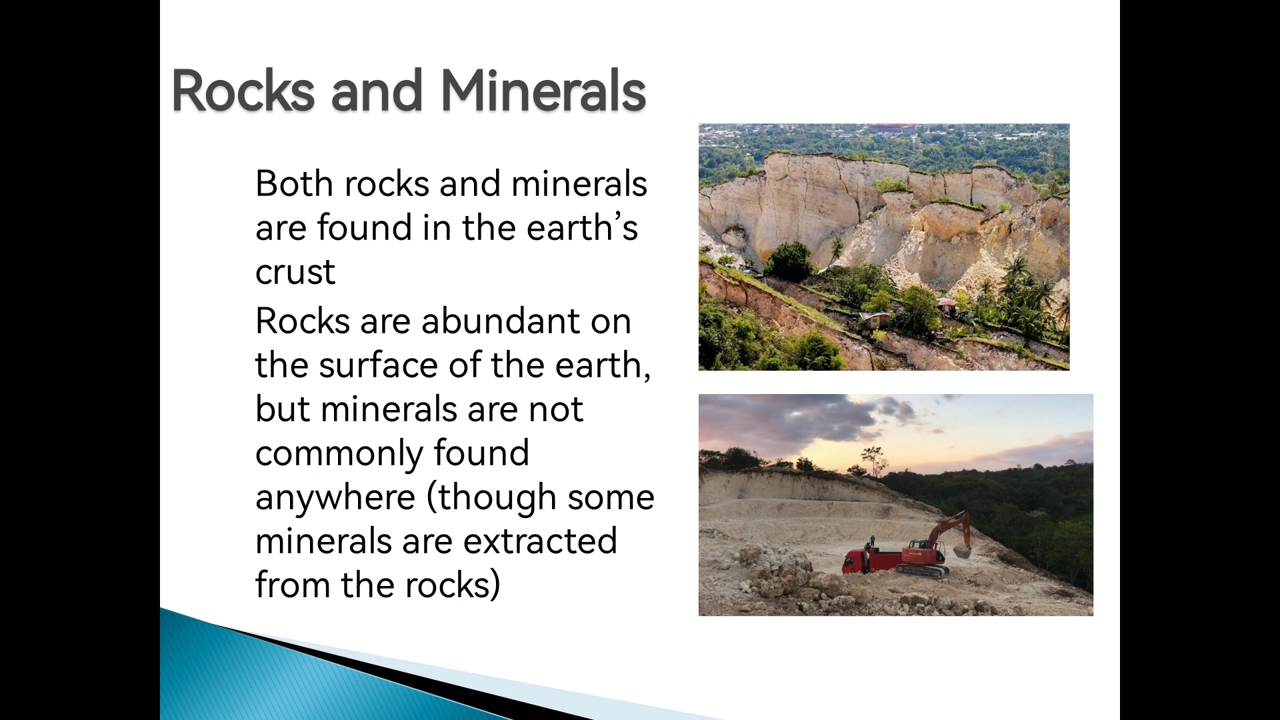 Rocks and Minerals
Both rocks and minerals
are found in the earth’s
crust
Rocks are abundant on
the surface of the earth,
but minerals are not
commonly found
anywhere (though some
minerals are extracted
from the rocks)